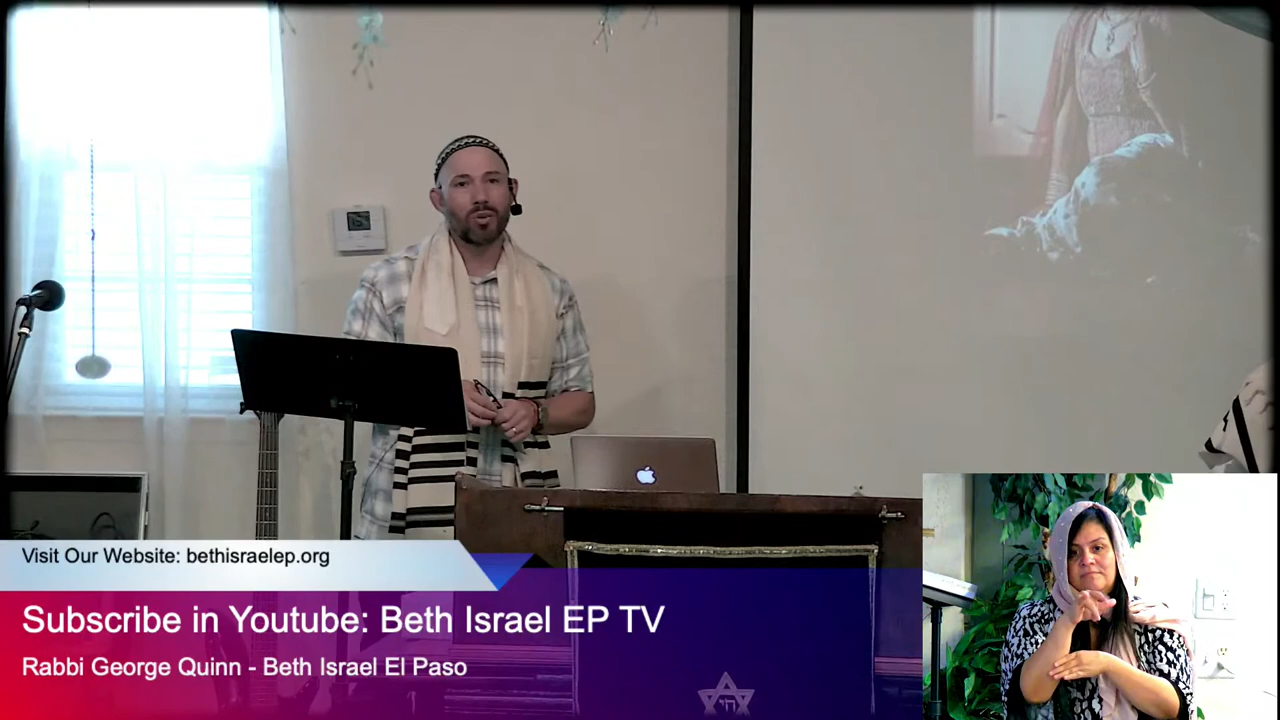 Visit Our Website: bethisraelep.org
Subscribe in Youtube: Beth Israel EP TV
Rabbi George Quinn - Beth Israel El Paso
חי